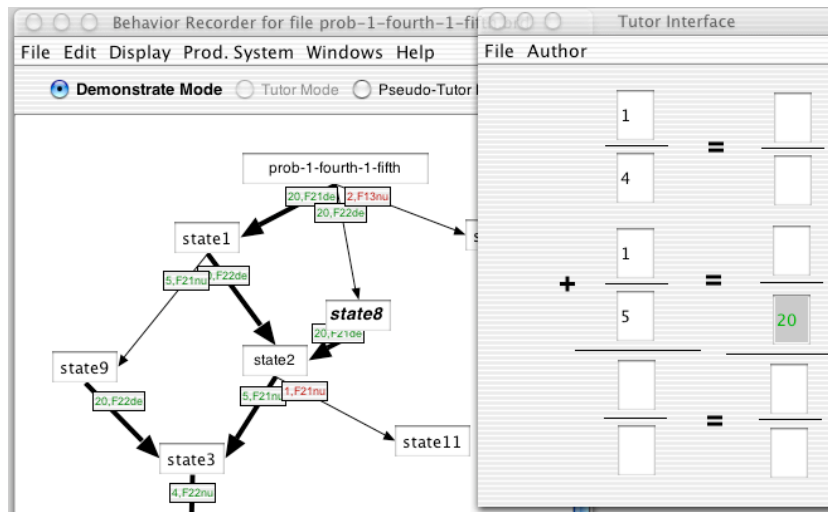 Behavior Recorder for file prob-1-fourth-1-fif
File Edit Display Prod. System Windows Help
Demonstrate Mode Tutor Mode Pseudo-Tutor
prob-1-fourth-1-fifth
20,F21de 2,F13nu
20,F22de
state1
5,F21nu 0,F22de
state8
20,F21de
state2
state9
20,F22de
5,F21nu 1,F21nu
state11
state3
4,F22nu
Tutor Interface
File Author
1
=
4
1
+ =
5
20
=